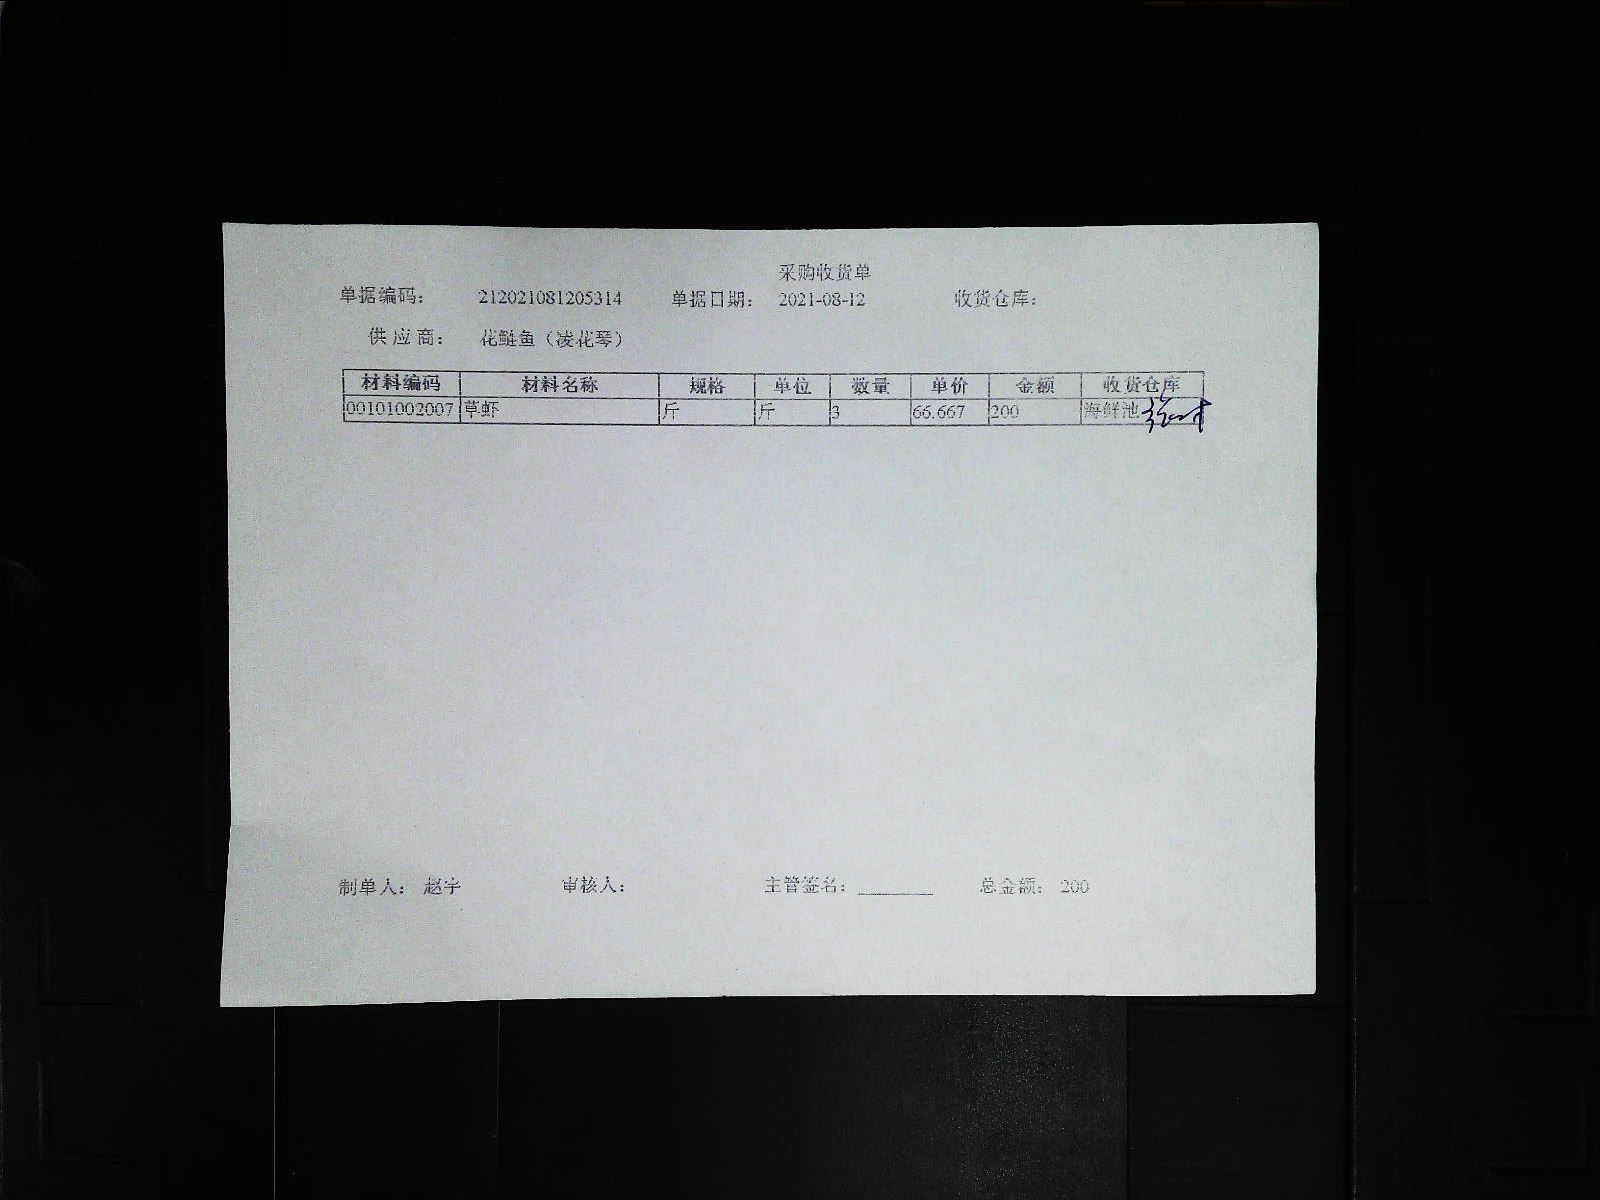 采购收货单
单据编码： 212021081205314 单据日期： 2021-08-12 收货仓库：
供应商： 花鲢鱼（凌花琴）
材料编码 材料名称 规格 单位 数量 单价 金额 收货仓库
00101002007 草虾 斤 斤 3 66.667 200 海鲜池
制单人： 赵宇 审核人： 主管签名： 总金额： 200